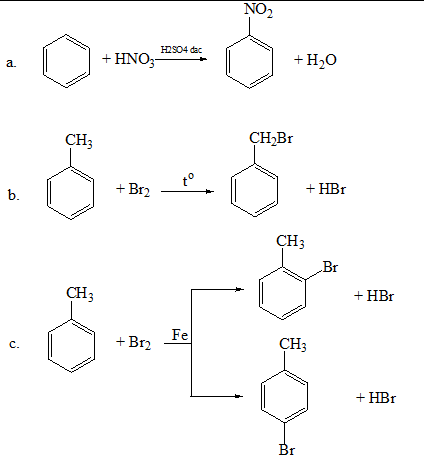 NO₂
a. + HNO₃ H2SO4 dac + H₂O
CH₃ CH₂Br
b. + Br₂ t° + HBr
CH₃
Br
+ HBr
CH₃
c. + Br₂ Fe
CH₃
+ HBr
Br